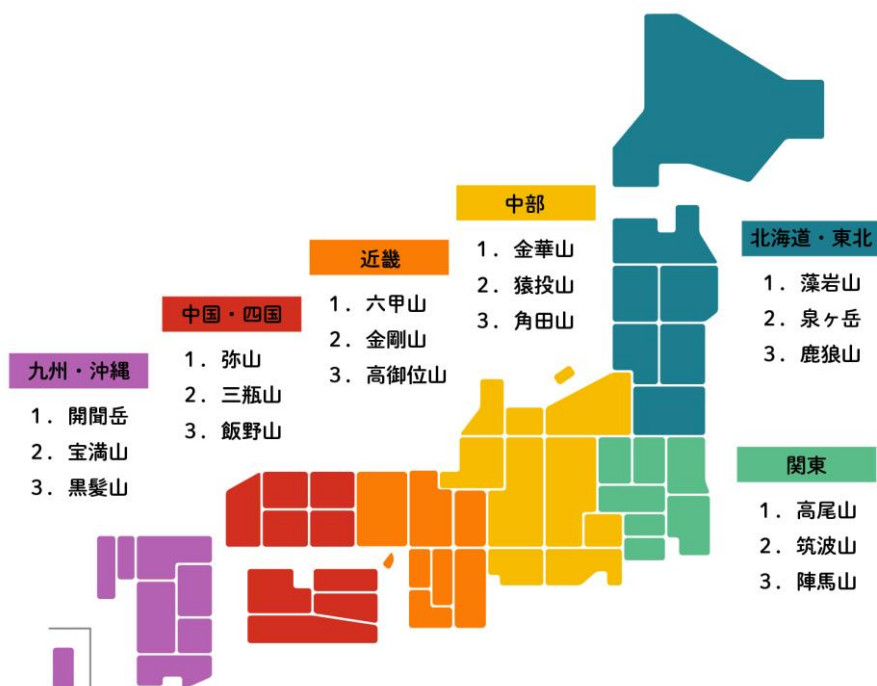 中部
1. 金華山
2. 猿投山
3. 角田山
北海道・東北
1. 藻岩山
2. 泉ヶ岳
3. 鹿狼山
近畿
1. 六甲山
2. 金剛山
3. 高御位山
中国・四国
1. 弥山
2. 三瓶山
3. 飯野山
九州・沖縄
1. 開聞岳
2. 宝満山
3. 黒髪山
関東
1. 高尾山
2. 筑波山
3. 陣馬山